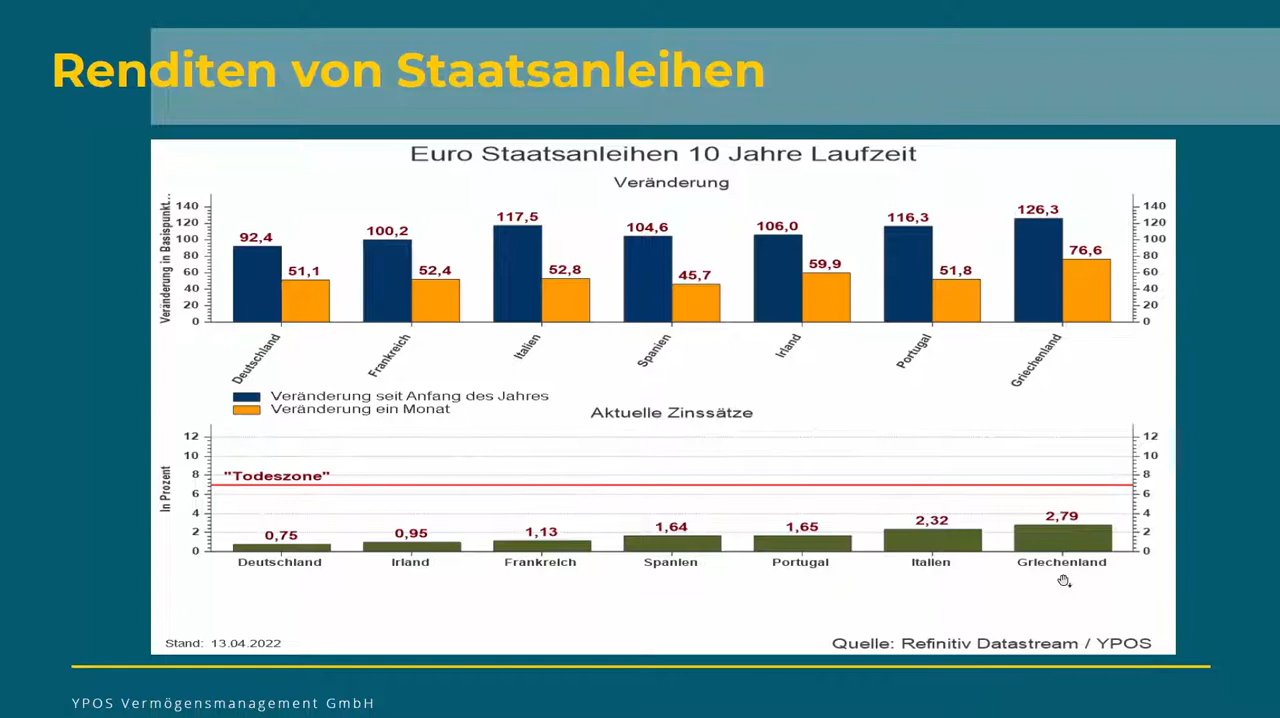 Renditen von Staatsanleihen
Euro Staatsanleihen 10 Jahre Laufzeit
Veränderung
Veränderung in Basispunkt...
140 140
120 120
100 100
80 80
60 60
40 40
20 20
0 0
92,4 51,1 100,2 52,4 117,5 52,8 104,6 45,7 106,0 59,9 116,3 51,8 126,3 76,6
Deutschland Frankreich Italien Spanien Irland Portugal Griechenland
Veränderung seit Anfang des Jahres
Veränderung ein Monat
Aktuelle Zinssätze
In Prozent
12 12
10 10
8 8
6 6
4 4
2 2
0 0
"Todeszone"
0,75 0,95 1,13 1,64 1,65 2,32 2,79
Deutschland Irland Frankreich Spanien Portugal Italien Griechenland
Stand: 13.04.2022
Quelle: Refinitiv Datastream / YPOS
YPOS Vermögensmanagement GmbH